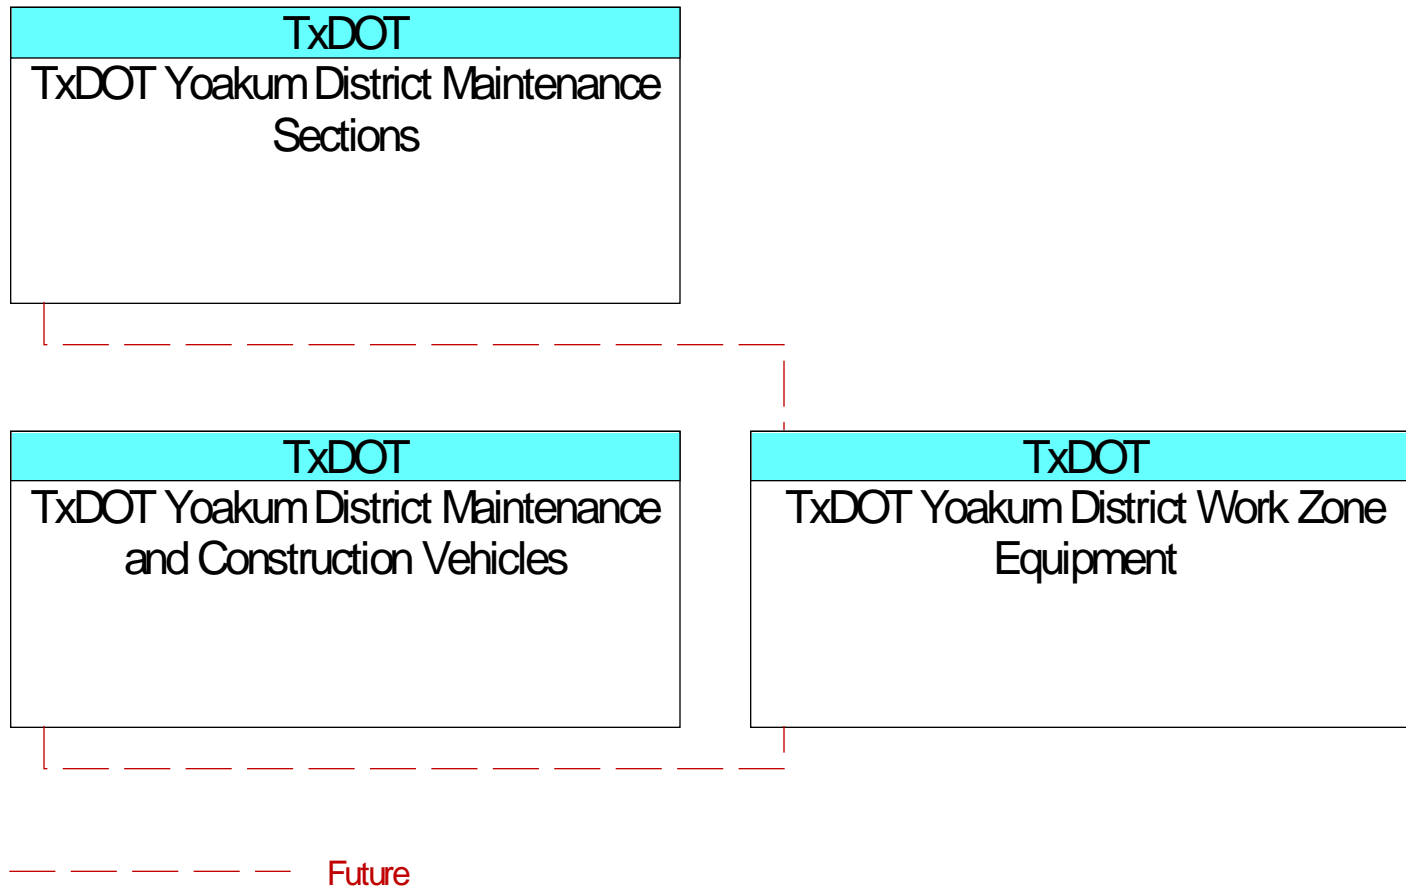 TxDOT
TxDOT Yoakum District Maintenance
Sections
TxDOT
TxDOT Yoakum District Maintenance
and Construction Vehicles
TxDOT
TxDOT Yoakum District Work Zone
Equipment
Future